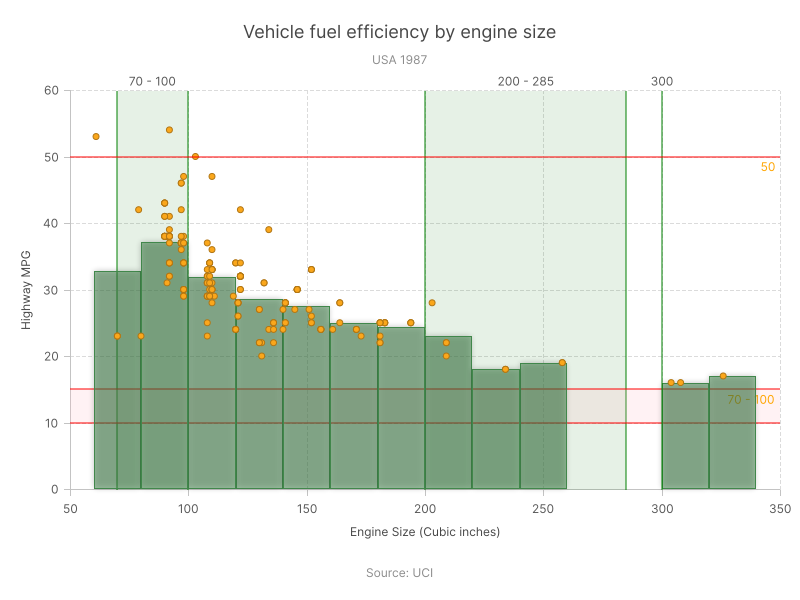 Vehicle fuel efficiency by engine size
USA 1987
70 - 100 200 - 285 300
60
50
50
40
30
20
70 - 100
10
0
Highway MPG
50 100 150 200 250 300 350
Engine Size (Cubic inches)
Source: UCI